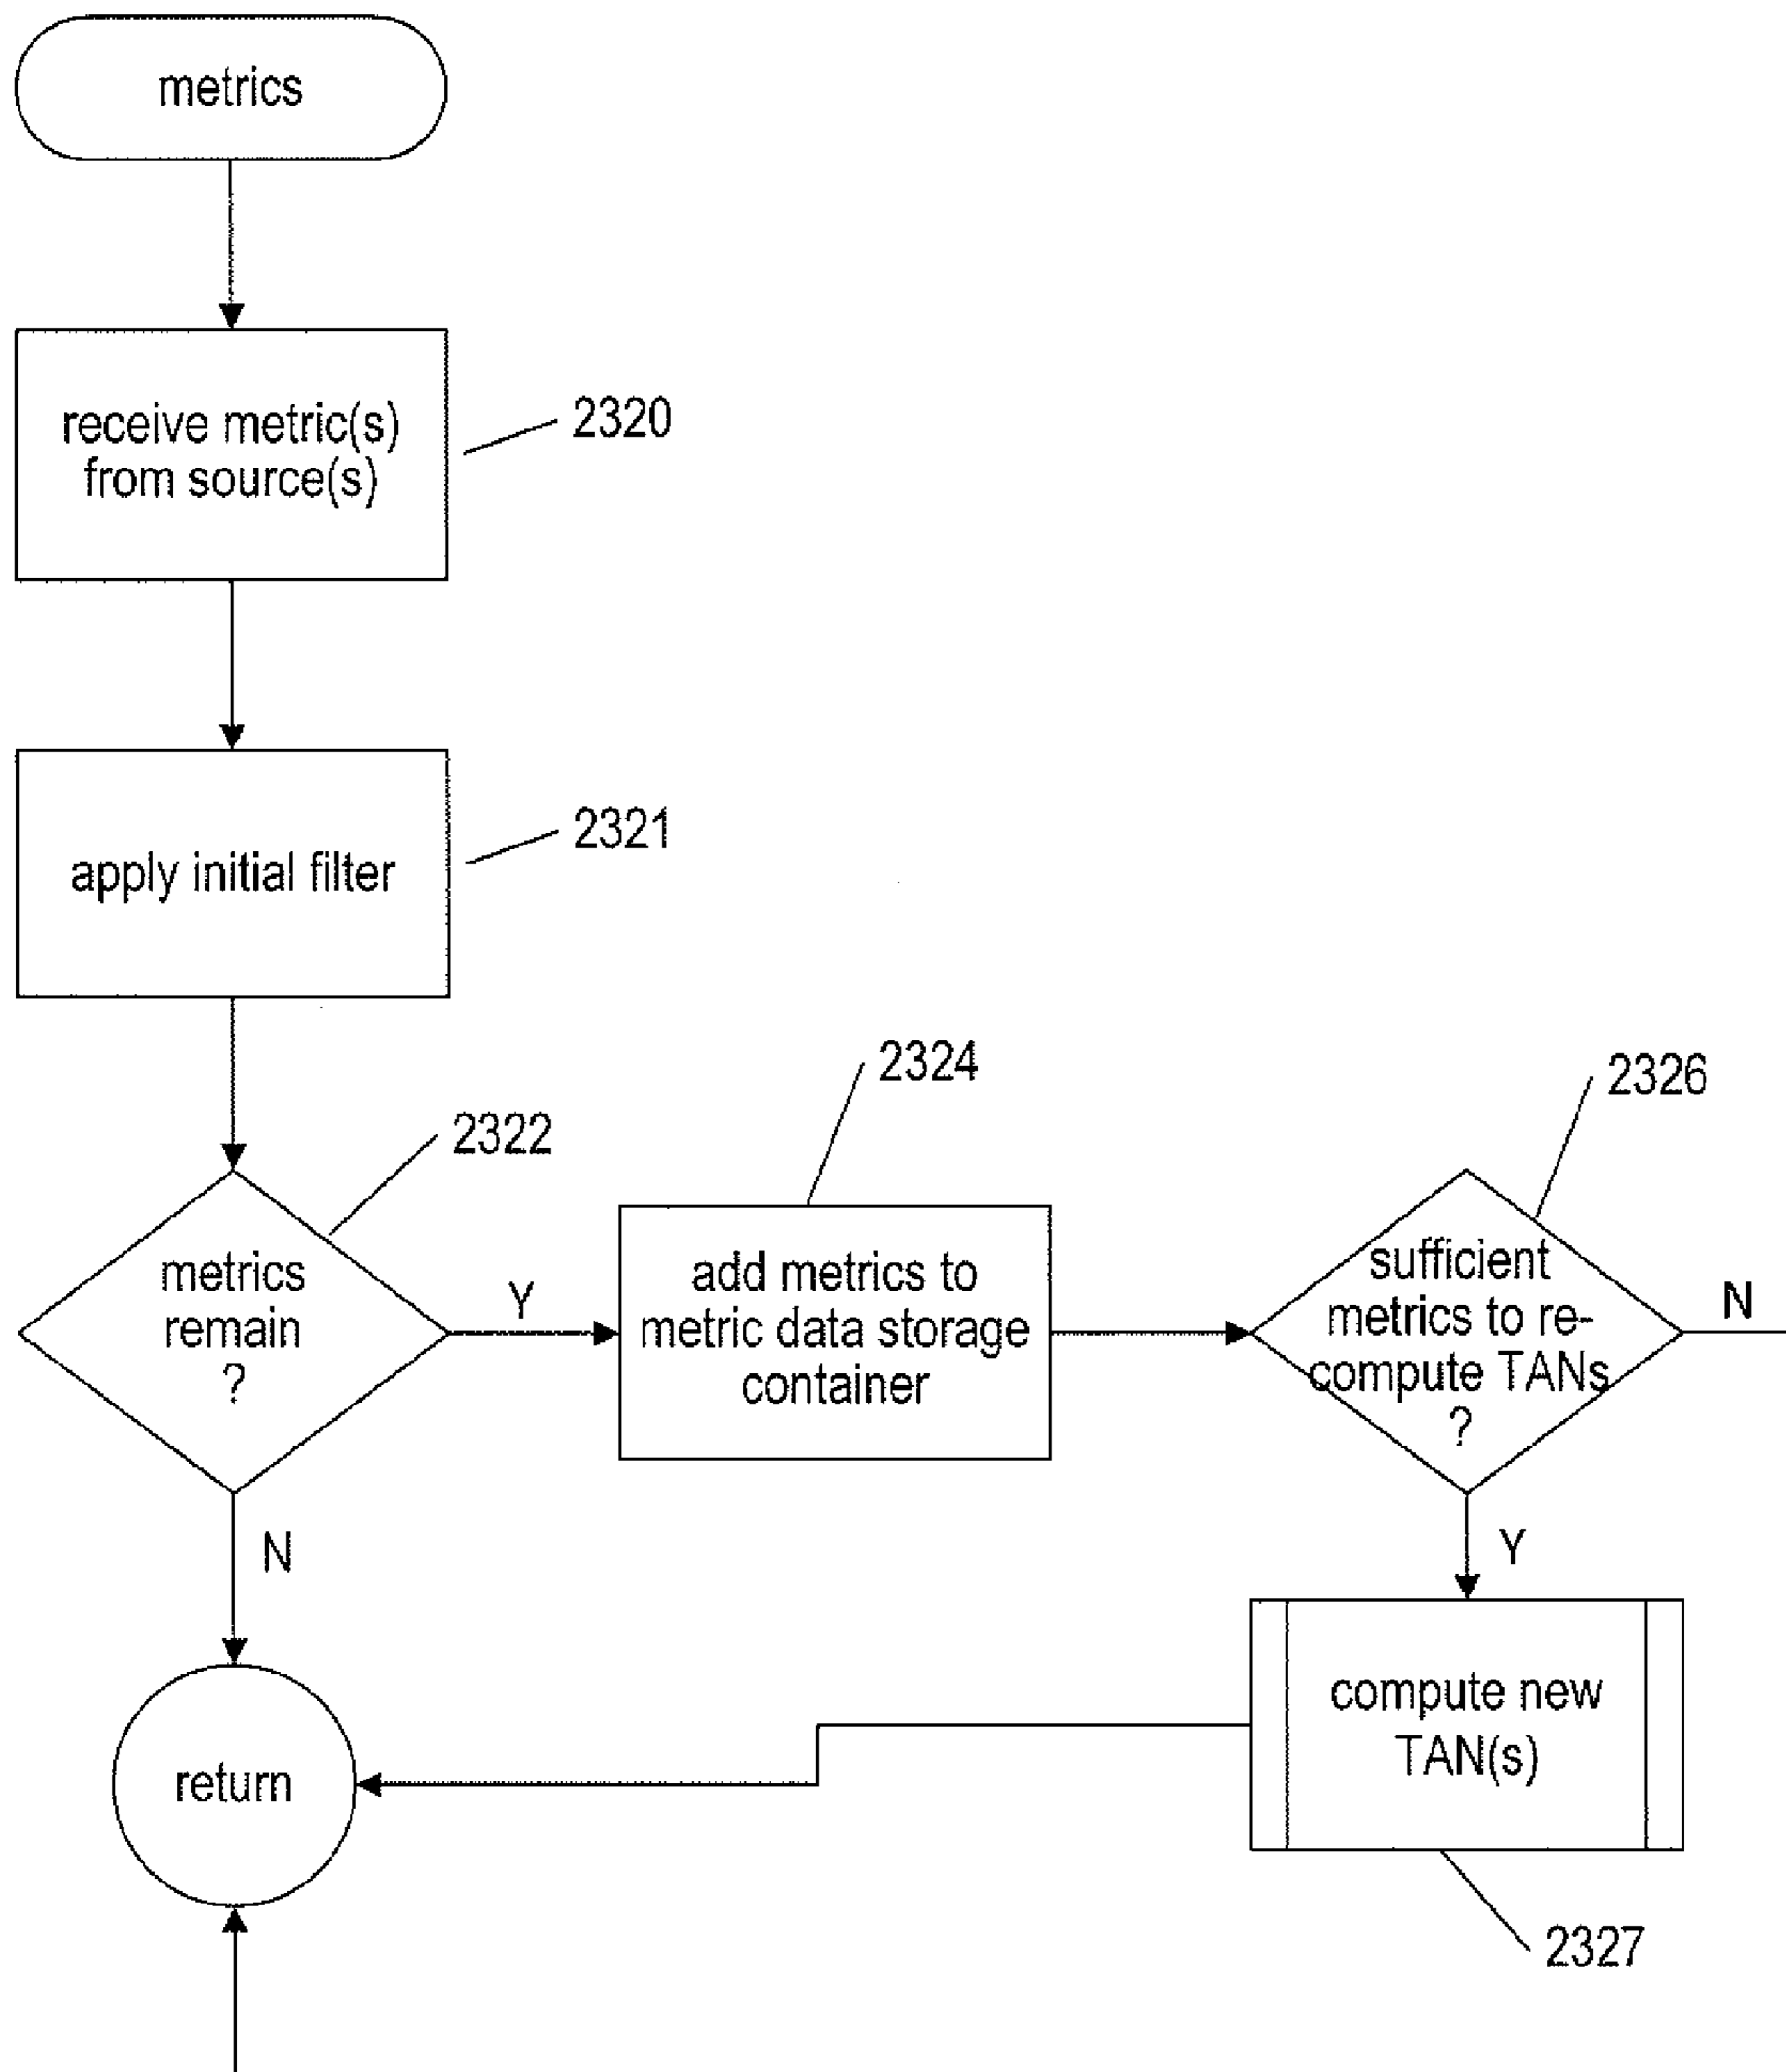 metrics
receive metric(s)
from source(s)
2320
apply initial filter
2321
metrics
remain
?
2322
Y
N
add metrics to
metric data storage
container
2324
sufficient
metrics to re-
compute TANs
?
2326
N
Y
compute new
TAN(s)
2327
return